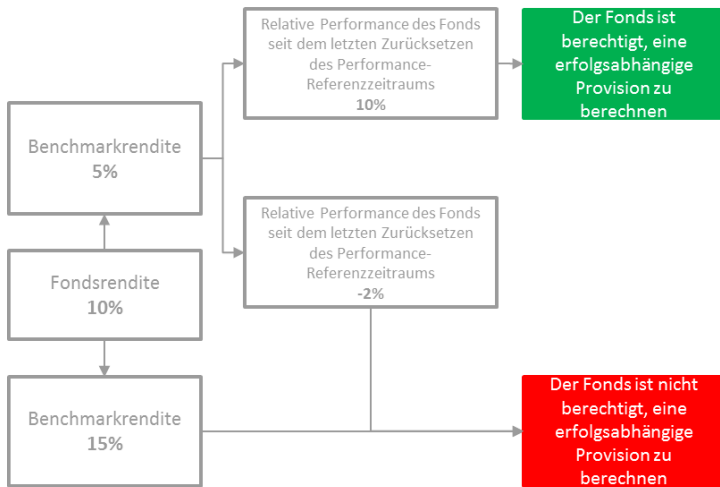 Relative Performance des Fonds
seit dem letzten Zurücksetzen
des Performance-
Referenzzeitraums
10%
Der Fonds ist
berechtigt, eine
erfolgsabhängige
Provision zu
berechnen
Benchmarkrendite
5%
Relative Performance des Fonds
seit dem letzten Zurücksetzen
des Performance-
Referenzzeitraums
-2%
Fondsrendite
10%
Benchmarkrendite
15%
Der Fonds ist nicht
berechtigt, eine
erfolgsabhängige
Provision zu
berechnen